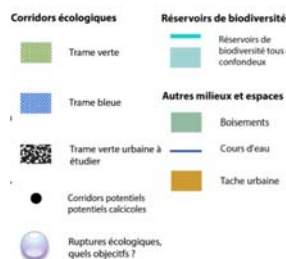 Corridors écologiques
Trame verte
Trame bleue
Trame verte urbaine à
étudier
Corridors potentiels
potentiels calcicoles
Ruptures écologiques,
quels objectifs ?
Réservoirs de biodiversité
Réservoirs de
biodiversité tous
confondeux
Autres milieux et espaces
Boisements
Cours d'eau
Tache urbaine